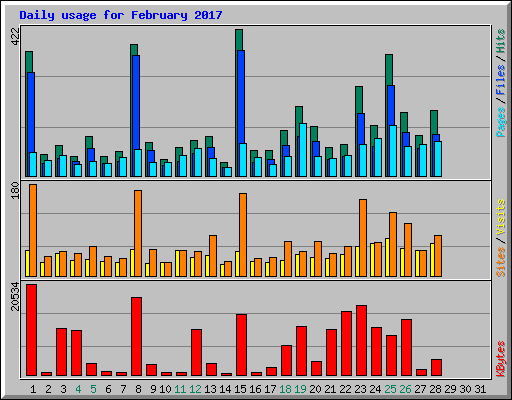 Daily usage for February 2017
422
Pages / Files / Hits
180
Sites / Visits
20534
KBytes
1 2 3 4 5 6 7 8 9 10 11 12 13 14 15 16 17 18 19 20 21 22 23 24 25 26 27 28 29 30 31